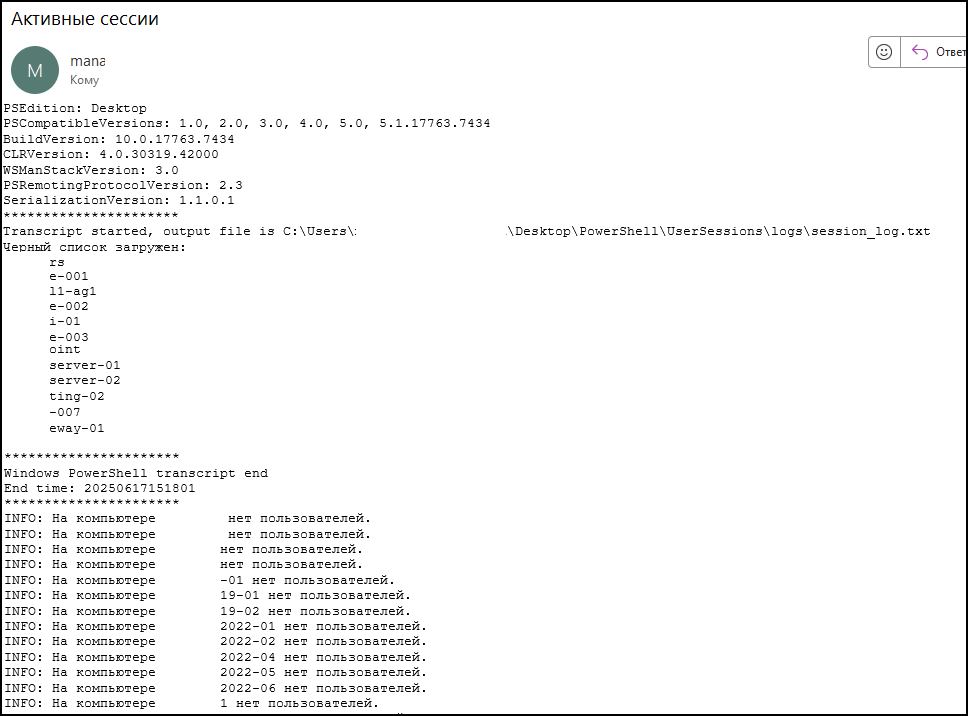 Активные сессии
M
mana
Кому
Ответ
PSEdition: Desktop
PSCompatibleVersions: 1.0, 2.0, 3.0, 4.0, 5.0, 5.1.17763.7434
BuildVersion: 10.0.17763.7434
CLRVersion: 4.0.30319.42000
WSManStackVersion: 3.0
PSRemotingProtocolVersion: 2.3
SerializationVersion: 1.1.0.1
**********************
Transcript started, output file is C:\Users\ \Desktop\PowerShell\UserSessions\logs\session_log.txt
Черный список загружен:
rs
e-001
l1-ag1
e-002
i-01
e-003
oint
server-01
server-02
ting-02
-007
eway-01
**********************
Windows PowerShell transcript end
End time: 20250617151801
**********************
INFO: На компьютере нет пользователей.
INFO: На компьютере нет пользователей.
INFO: На компьютере нет пользователей.
INFO: На компьютере нет пользователей.
INFO: На компьютере -01 нет пользователей.
INFO: На компьютере 19-01 нет пользователей.
INFO: На компьютере 19-02 нет пользователей.
INFO: На компьютере 2022-01 нет пользователей.
INFO: На компьютере 2022-02 нет пользователей.
INFO: На компьютере 2022-04 нет пользователей.
INFO: На компьютере 2022-05 нет пользователей.
INFO: На компьютере 2022-06 нет пользователей.
INFO: На компьютере 1 нет пользователей.